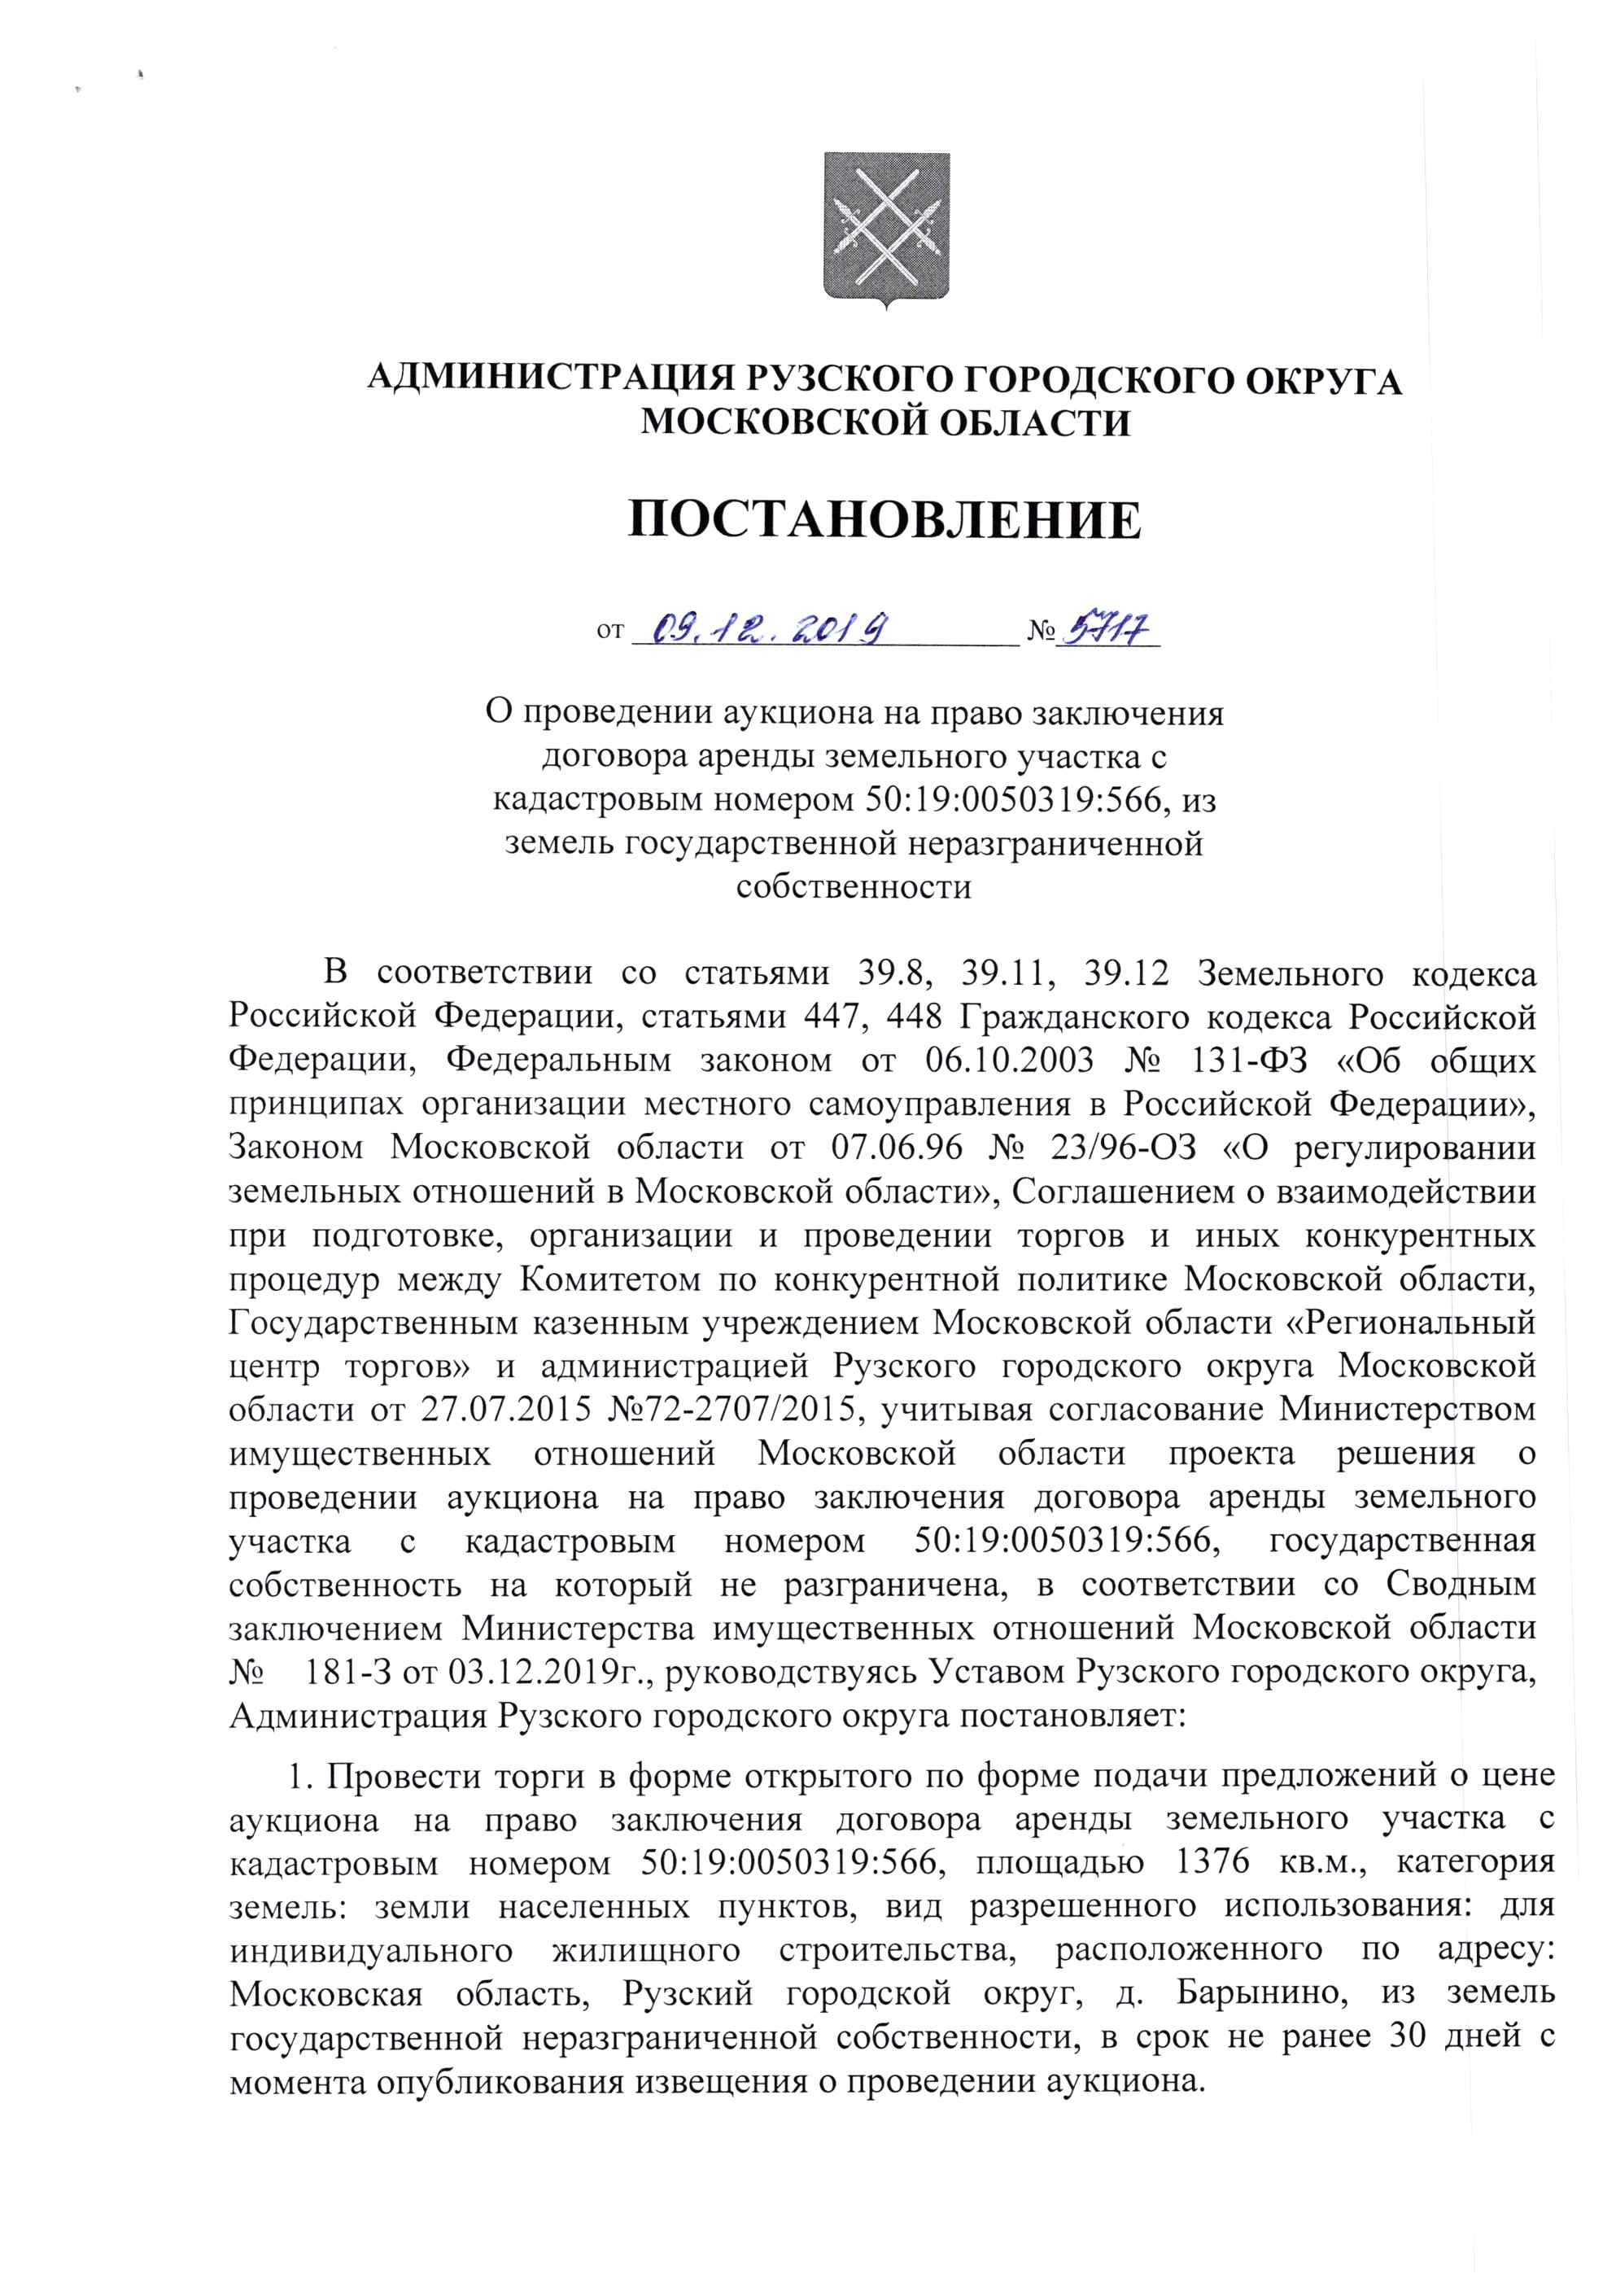 АДМИНИСТРАЦИЯ РУЗСКОГО ГОРОДСКОГО ОКРУГА
МОСКОВСКОЙ ОБЛАСТИ
ПОСТАНОВЛЕНИЕ
от 09.12.2019 № 5717
О проведении аукциона на право заключения
договора аренды земельного участка с
кадастровым номером 50:19:0050319:566, из
земель государственной неразграниченной
собственности
В соответствии со статьями 39.8, 39.11, 39.12 Земельного кодекса
Российской Федерации, статьями 447, 448 Гражданского кодекса Российской
Федерации, Федеральным законом от 06.10.2003 № 131-ФЗ «Об общих
принципах организации местного самоуправления в Российской Федерации»,
Законом Московской области от 07.06.96 № 23/96-ОЗ «О регулировании
земельных отношений в Московской области», Соглашением о взаимодействии
при подготовке, организации и проведении торгов и иных конкурентных
процедур между Комитетом по конкурентной политике Московской области,
Государственным казенным учреждением Московской области «Региональный
центр торгов» и администрацией Рузского городского округа Московской
области от 27.07.2015 №72-2707/2015, учитывая согласование Министерством
имущественных отношений Московской области проекта решения о
проведении аукциона на право заключения договора аренды земельного
участка с кадастровым номером 50:19:0050319:566, государственная
собственность на который не разграничена, в соответствии со Сводным
заключением Министерства имущественных отношений Московской области
№ 181-З от 03.12.2019г., руководствуясь Уставом Рузского городского округа,
Администрация Рузского городского округа постановляет:
1. Провести торги в форме открытого по форме подачи предложений о цене
аукциона на право заключения договора аренды земельного участка с
кадастровым номером 50:19:0050319:566, площадью 1376 кв.м., категория
земель: земли населенных пунктов, вид разрешенного использования: для
индивидуального жилищного строительства, расположенного по адресу:
Московская область, Рузский городской округ, д. Барынино, из земель
государственной неразграниченной собственности, в срок не ранее 30 дней с
момента опубликования извещения о проведении аукциона.